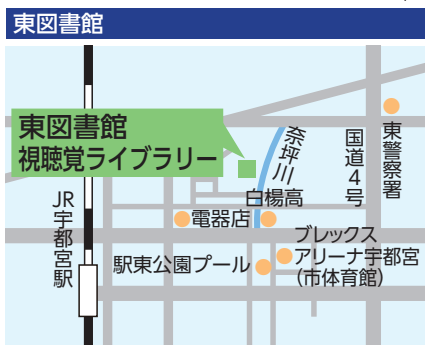 東図書館
東図書館
視聴覚ライブラリー
奈坪川
国道4号
東警察署
JR宇都宮駅
白楊高
電器店
ブレックス
アリーナ宇都宮
(市体育館)
駅東公園プール